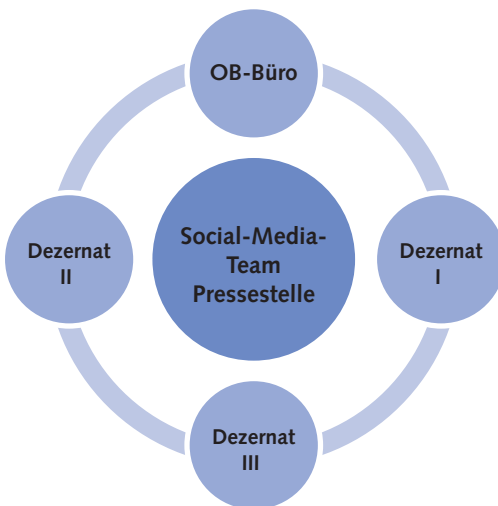 OB-Büro
Dezernat
II
Social-Media-
Team
Pressestelle
Dezernat
I
Dezernat
III